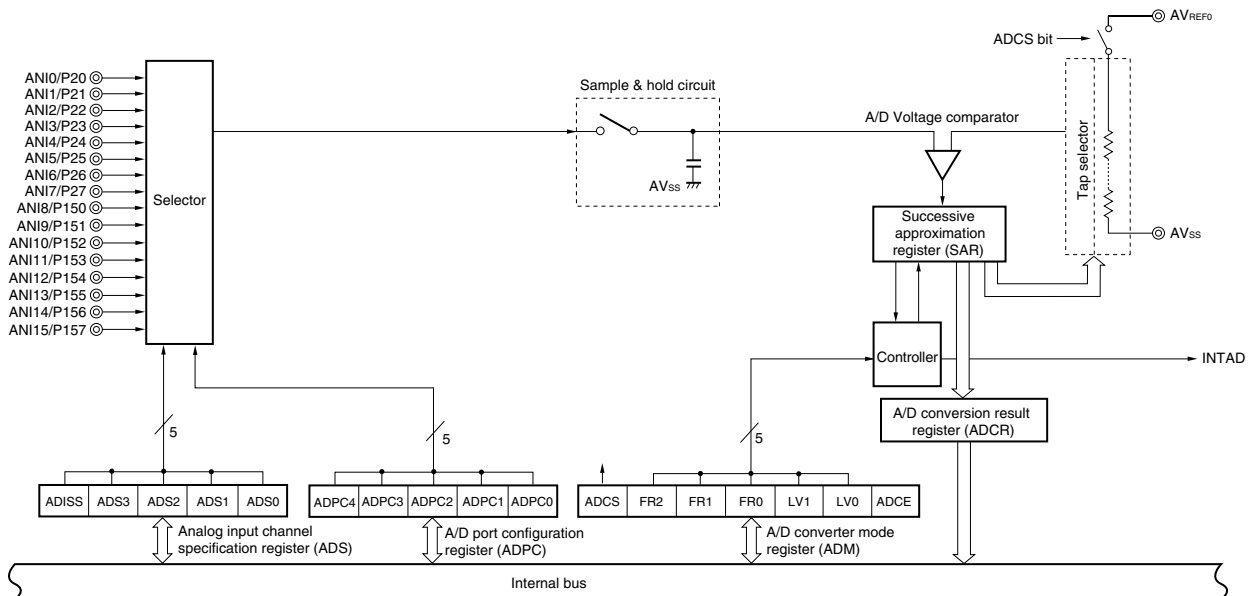 AVREF0
ADCS bit
ANI0/P20
ANI1/P21
ANI2/P22
ANI3/P23
ANI4/P24
ANI5/P25
ANI6/P26
ANI7/P27
ANI8/P150
ANI9/P151
ANI10/P152
ANI11/P153
ANI12/P154
ANI13/P155
ANI14/P156
ANI15/P157
Selector
Sample & hold circuit
AVSS
A/D Voltage comparator
Tap selector
AVSS
Successive
approximation
register (SAR)
Controller
INTAD
A/D conversion result
register (ADCR)
5
5
5
ADISS ADS3 ADS2 ADS1 ADS0
ADPC4 ADPC3 ADPC2 ADPC1 ADPC0
ADCS FR2 FR1 FR0 LV1 LV0 ADCE
Analog input channel
specification register (ADS)
A/D port configuration
register (ADPC)
A/D converter mode
register (ADM)
Internal bus